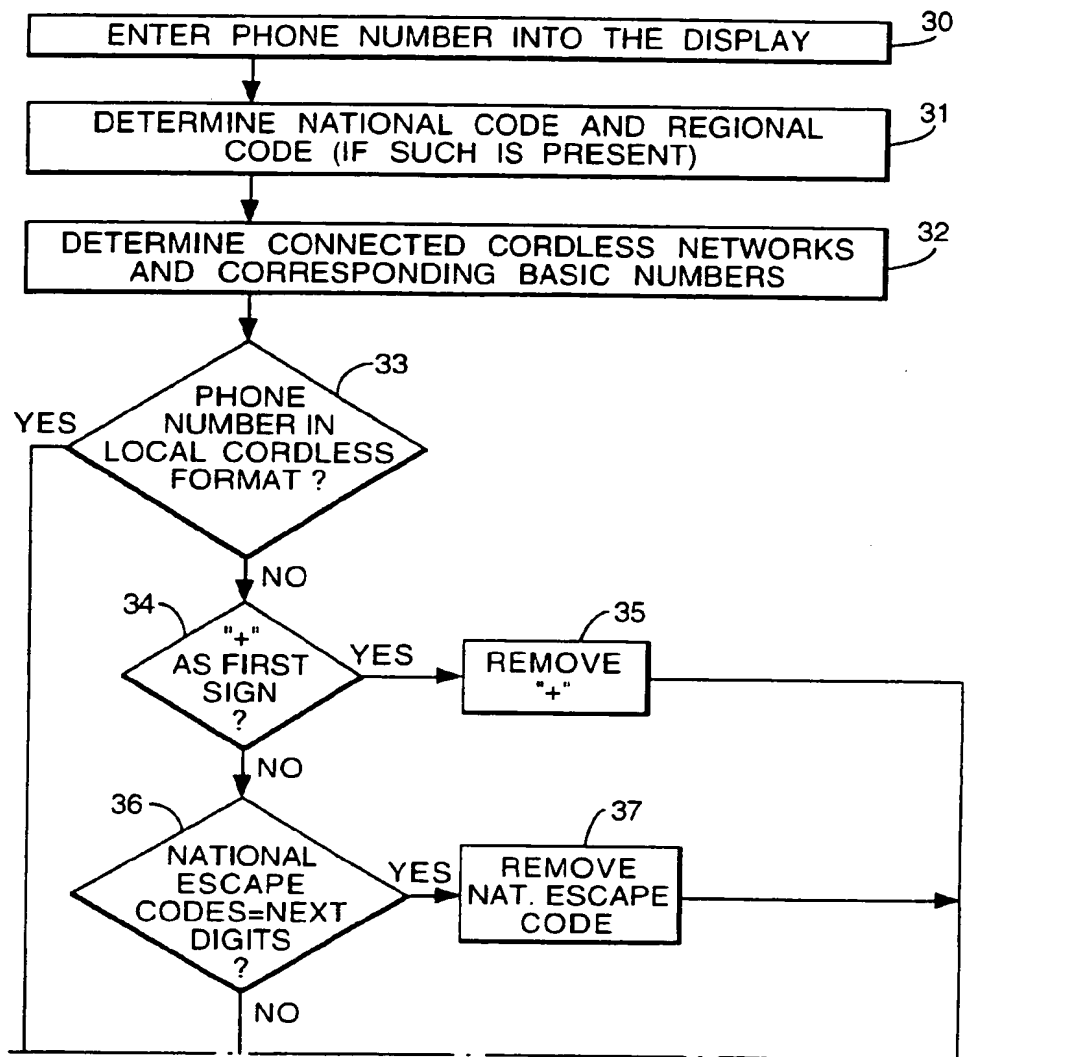 ENTER PHONE NUMBER INTO THE DISPLAY
30
DETERMINE NATIONAL CODE AND REGIONAL
CODE (IF SUCH IS PRESENT)
31
DETERMINE CONNECTED CORDLESS NETWORKS
AND CORRESPONDING BASIC NUMBERS
32
33
PHONE
NUMBER IN
LOCAL CORDLESS
FORMAT ?
YES
NO
34
"+"
AS FIRST
SIGN
?
YES
35
REMOVE
"+"
NO
36
NATIONAL
ESCAPE
CODES=NEXT
DIGITS
?
YES
37
REMOVE
NAT. ESCAPE
CODE
NO